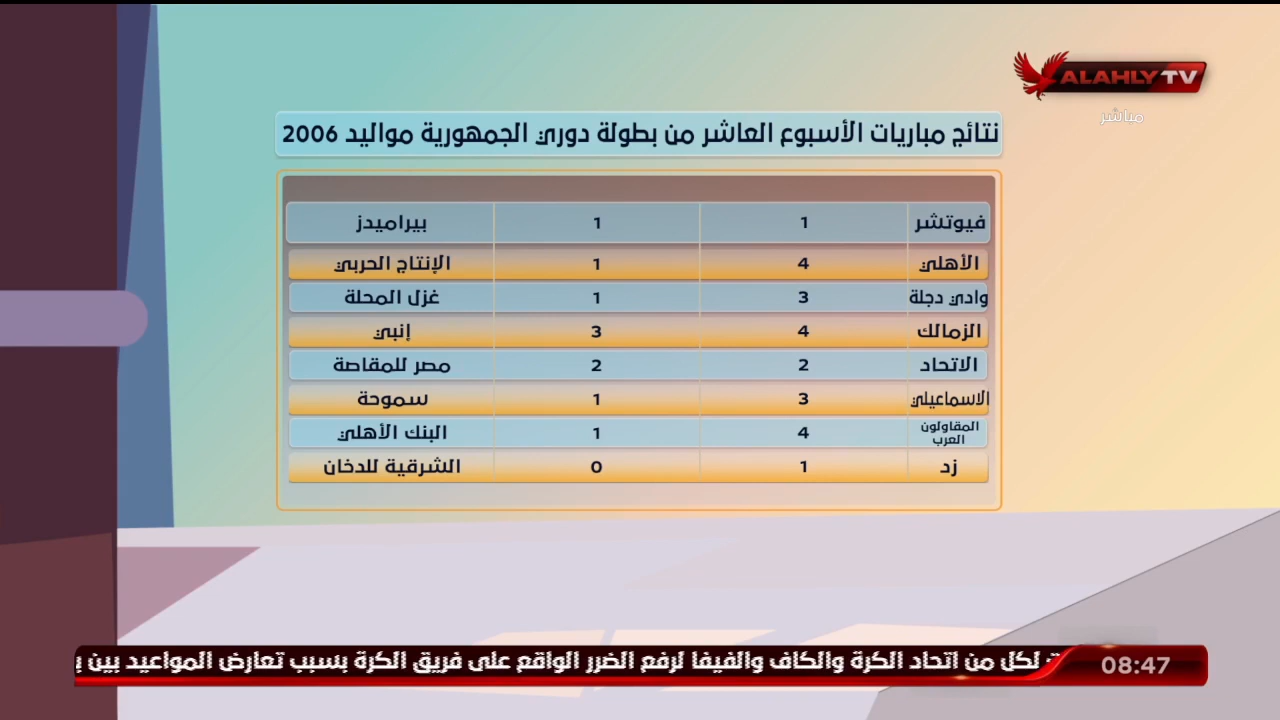 ALAHLY TV
مباشر
نتائج مباريات الأسبوع العاشر من بطولة دوري الجمهورية مواليد 2006
فيوتشر 1 1 بيراميدز
الأهلي 4 1 الإنتاج الحربي
وادي دجلة 3 1 غزل المحلة
الزمالك 4 3 إنبي
الاتحاد 2 2 مصر للمقاصة
الاسماعيلي 3 1 سموحة
المقاولون
العرب 4 1 البنك الأهلي
زد 1 0 الشرقية للدخان
لكل من اتحاد الكرة والكاف والفيفا لرفع الضرر الواقع على فريق الكرة بسبب تعارض المواعيد بين
08:47